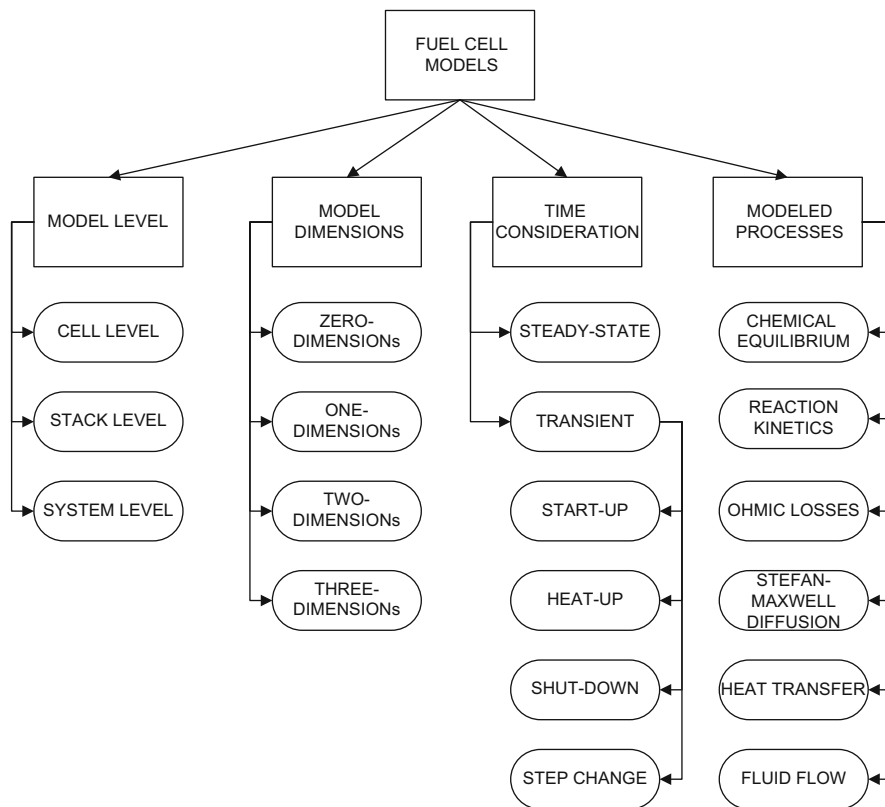 FUEL CELL
MODELS
MODEL LEVEL
MODEL
DIMENSIONS
TIME
CONSIDERATION
MODELED
PROCESSES
CELL LEVEL
STACK LEVEL
SYSTEM LEVEL
ZERO-
DIMENSIONs
ONE-
DIMENSIONs
TWO-
DIMENSIONs
THREE-
DIMENSIONs
STEADY-STATE
TRANSIENT
START-UP
HEAT-UP
SHUT-DOWN
STEP CHANGE
CHEMICAL
EQUILIBRIUM
REACTION
KINETICS
OHMIC LOSSES
STEFAN-
MAXWELL
DIFFUSION
HEAT TRANSFER
FLUID FLOW